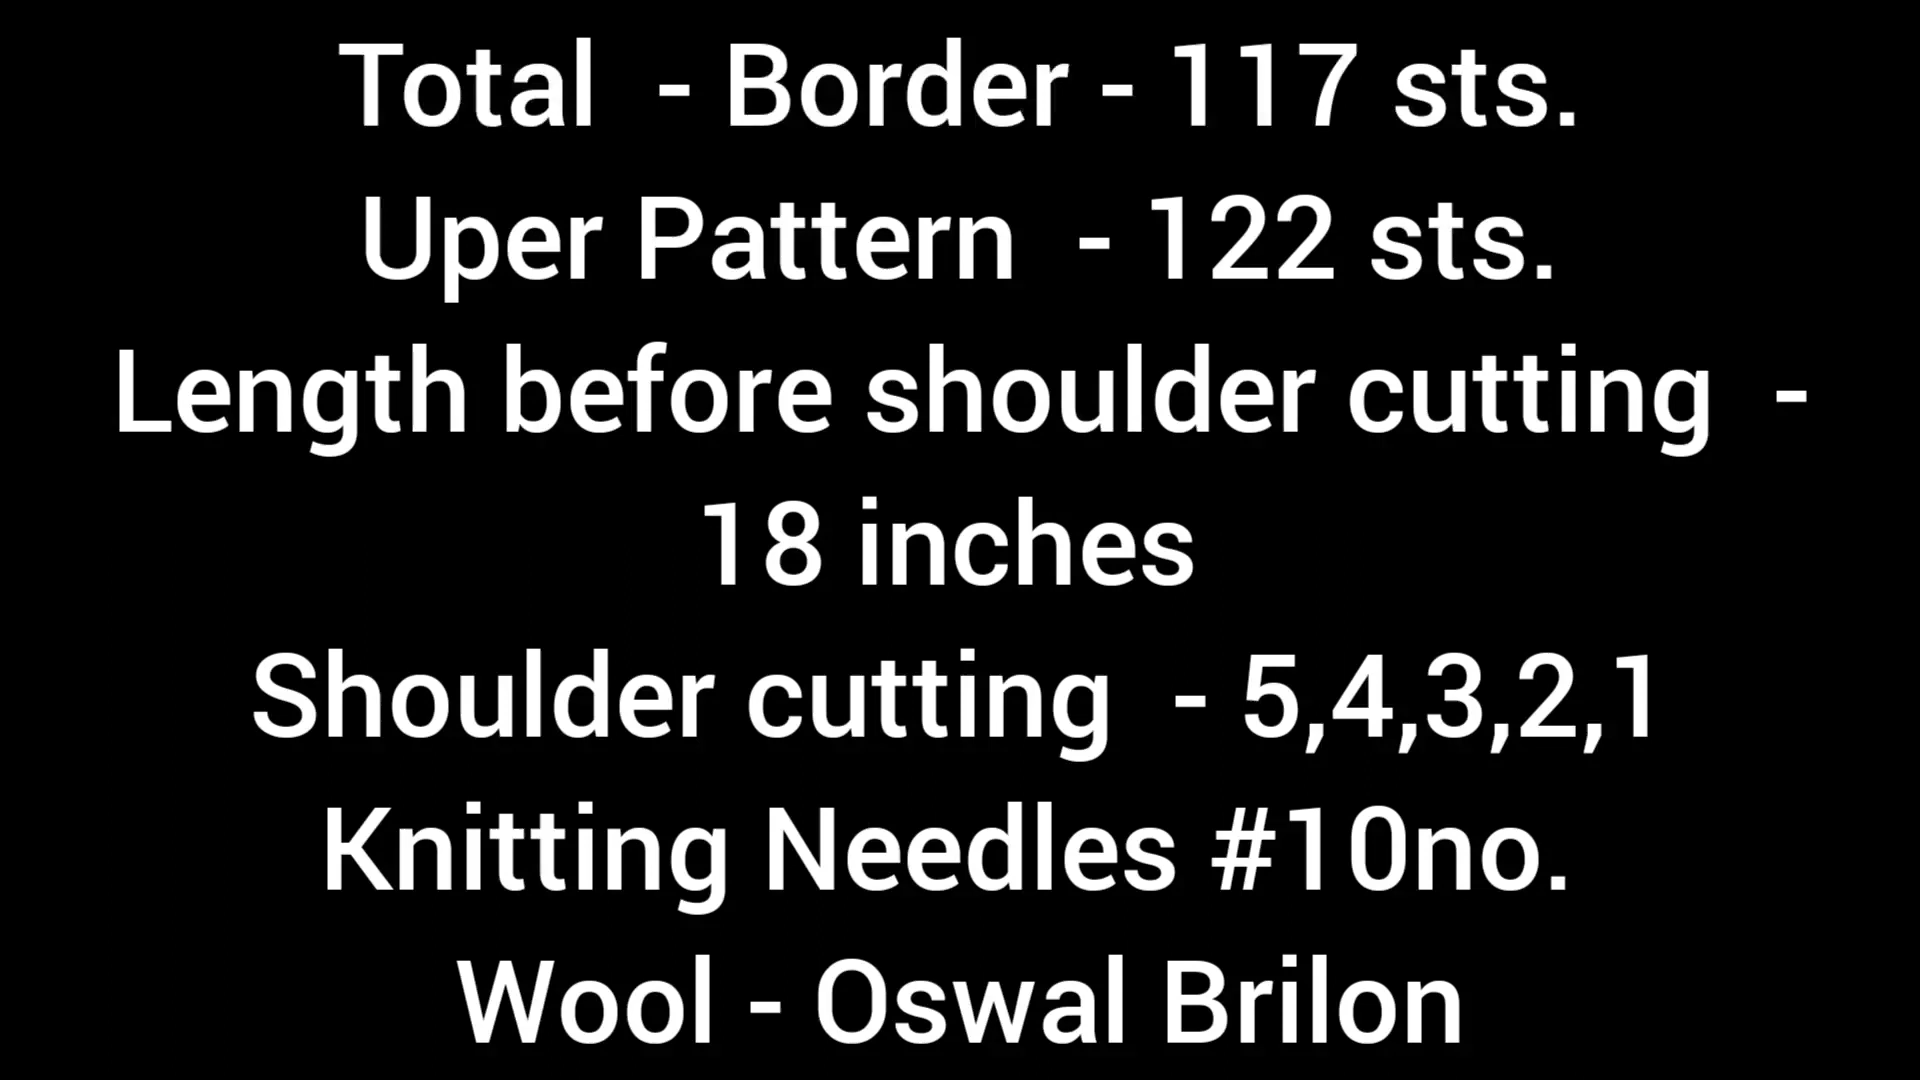 Total - Border - 117 sts.
Uper Pattern - 122 sts.
Length before shoulder cutting -
18 inches
Shoulder cutting - 5,4,3,2,1
Knitting Needles #10no.
Wool - Oswal Brilon